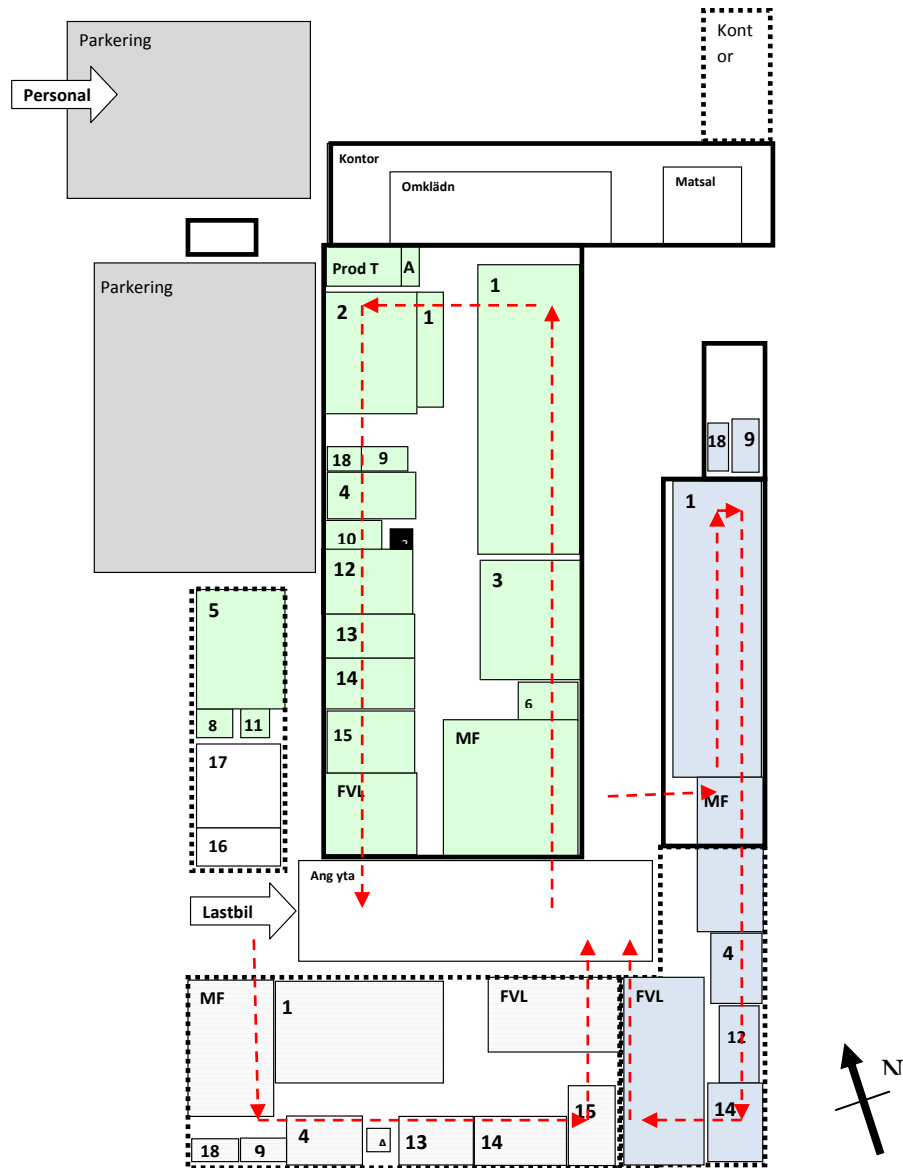 Kont
or
Parkering
Personal
Kontor
Omklädn
Matsal
Prod T
A
1
Parkering
2
1
18
9
18
9
4
1
10
12
3
5
13
14
6
8
11
15
MF
17
FVL
MF
16
Ang yta
Lastbil
4
MF
1
FVL
FVL
12
N
15
14
4
13
14
18
9
A